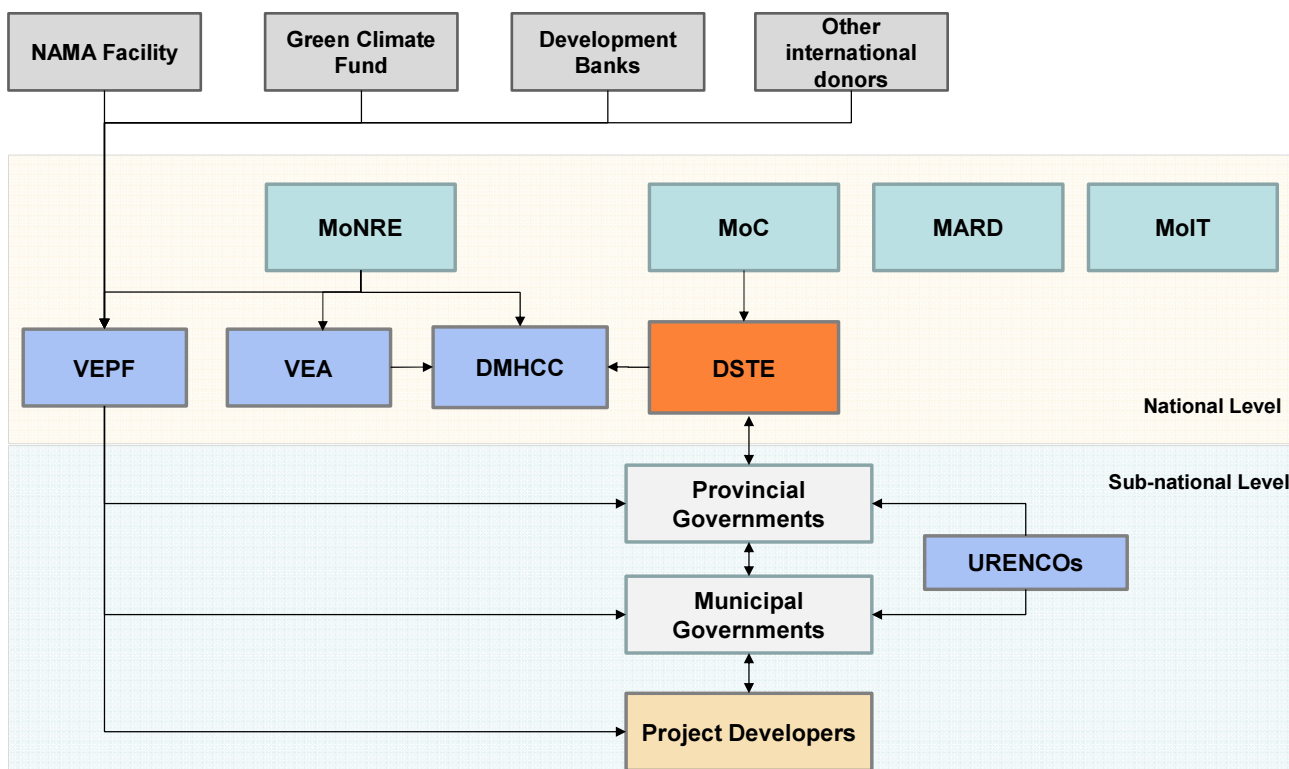 NAMA Facility
Green Climate
Fund
Development
Banks
Other
international
donors
MoNRE
MoC
MARD
MoIT
VEPF
VEA
DMHCC
DSTE
National Level
Sub-national Level
Provincial
Governments
URENCOs
Municipal
Governments
Project Developers